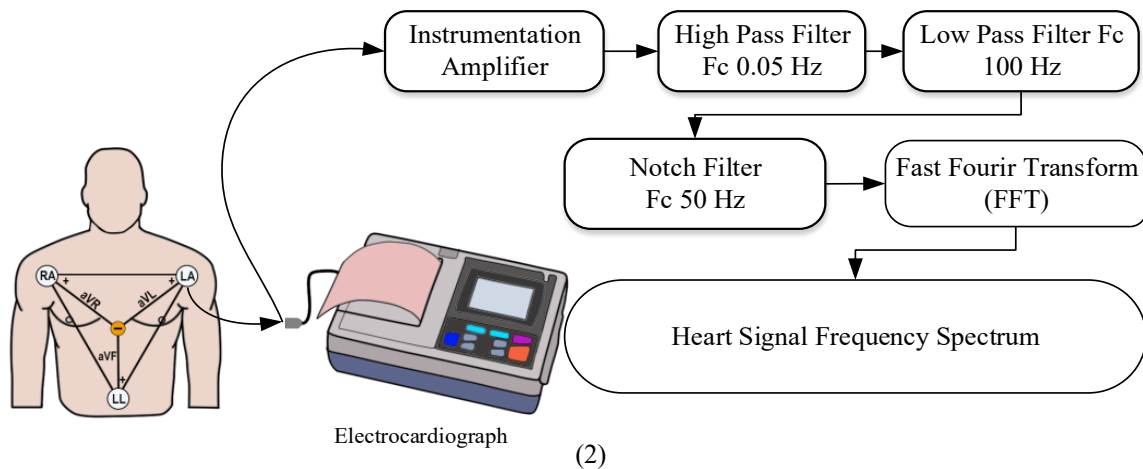 Instrumentation
Amplifier
High Pass Filter
Fc 0.05 Hz
Low Pass Filter Fc
100 Hz
Notch Filter
Fc 50 Hz
Fast Fourir Transform
(FFT)
Heart Signal Frequency Spectrum
RA
+
+
LA
aVR
aVL
−
aVF
+
LL
Electrocardiograph
(2)